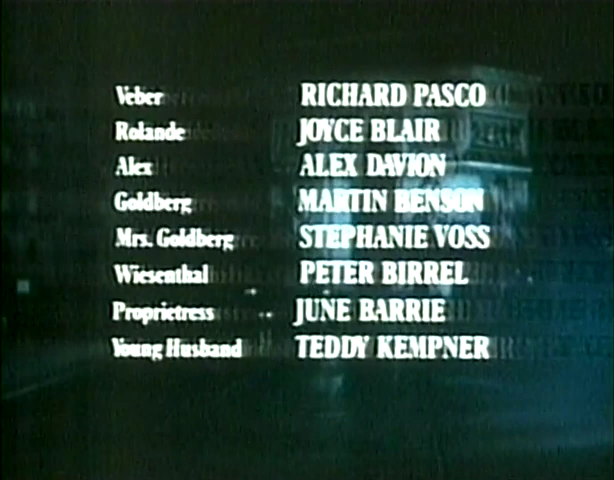 Veber RICHARD PASCO
Rolande JOYCE BLAIR
Alex ALEX DAVION
Goldberg MARTIN BENSON
Mrs. Goldberg STEPHANIE VOSS
Wiesenthal PETER BIRREL
Proprietress JUNE BARRIE
Young Husband TEDDY KEMPNER